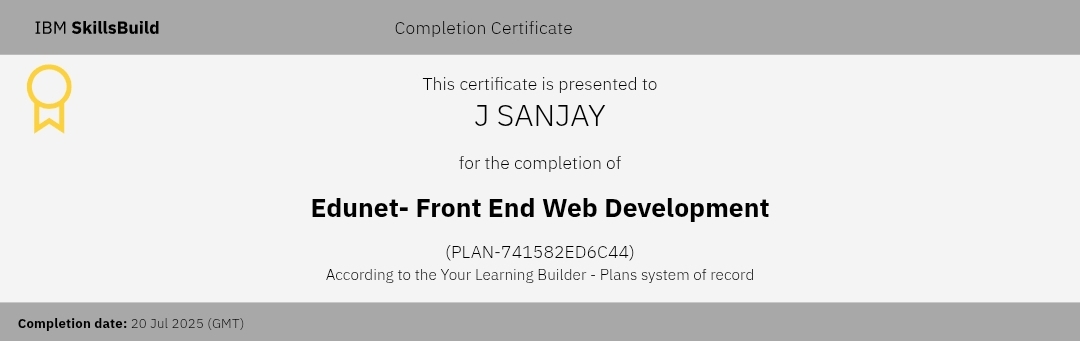 IBM SkillsBuild
Completion Certificate
This certificate is presented to
J SANJAY
for the completion of
Edunet- Front End Web Development
(PLAN-741582ED6C44)
According to the Your Learning Builder - Plans system of record
Completion date: 20 Jul 2025 (GMT)